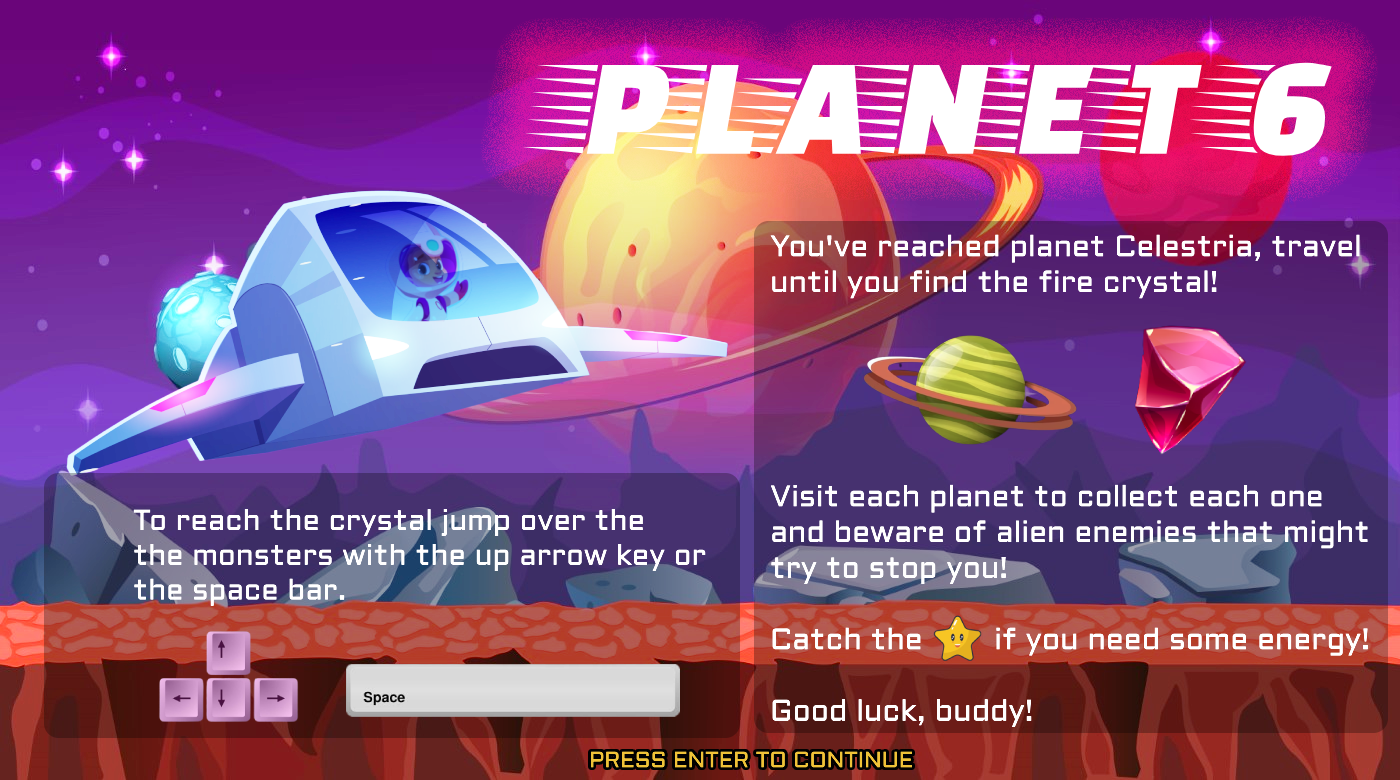 PLANET 6
You've reached planet Celestria, travel
until you find the fire crystal!
Visit each planet to collect each one
and beware of alien enemies that might
try to stop you!
Catch the if you need some energy!
Good luck, buddy!
To reach the crystal jump over the
the monsters with the up arrow key or
the space bar.
↑
← ↓ →
Space
PRESS ENTER TO CONTINUE